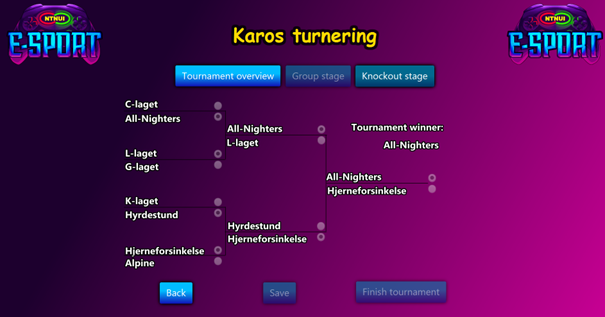 NTNUI
E-SPORT
Karos turnering
NTNUI
E-SPORT
Tournament overview
Group stage
Knockout stage
C-laget
All-Nighters
L-laget
G-laget
K-laget
Hyrdestund
Hjerneforsinkelse
Alpine
All-Nighters
L-laget
Hyrdestund
Hjerneforsinkelse
All-Nighters
Hjerneforsinkelse
Tournament winner:
All-Nighters
Back
Save
Finish tournament